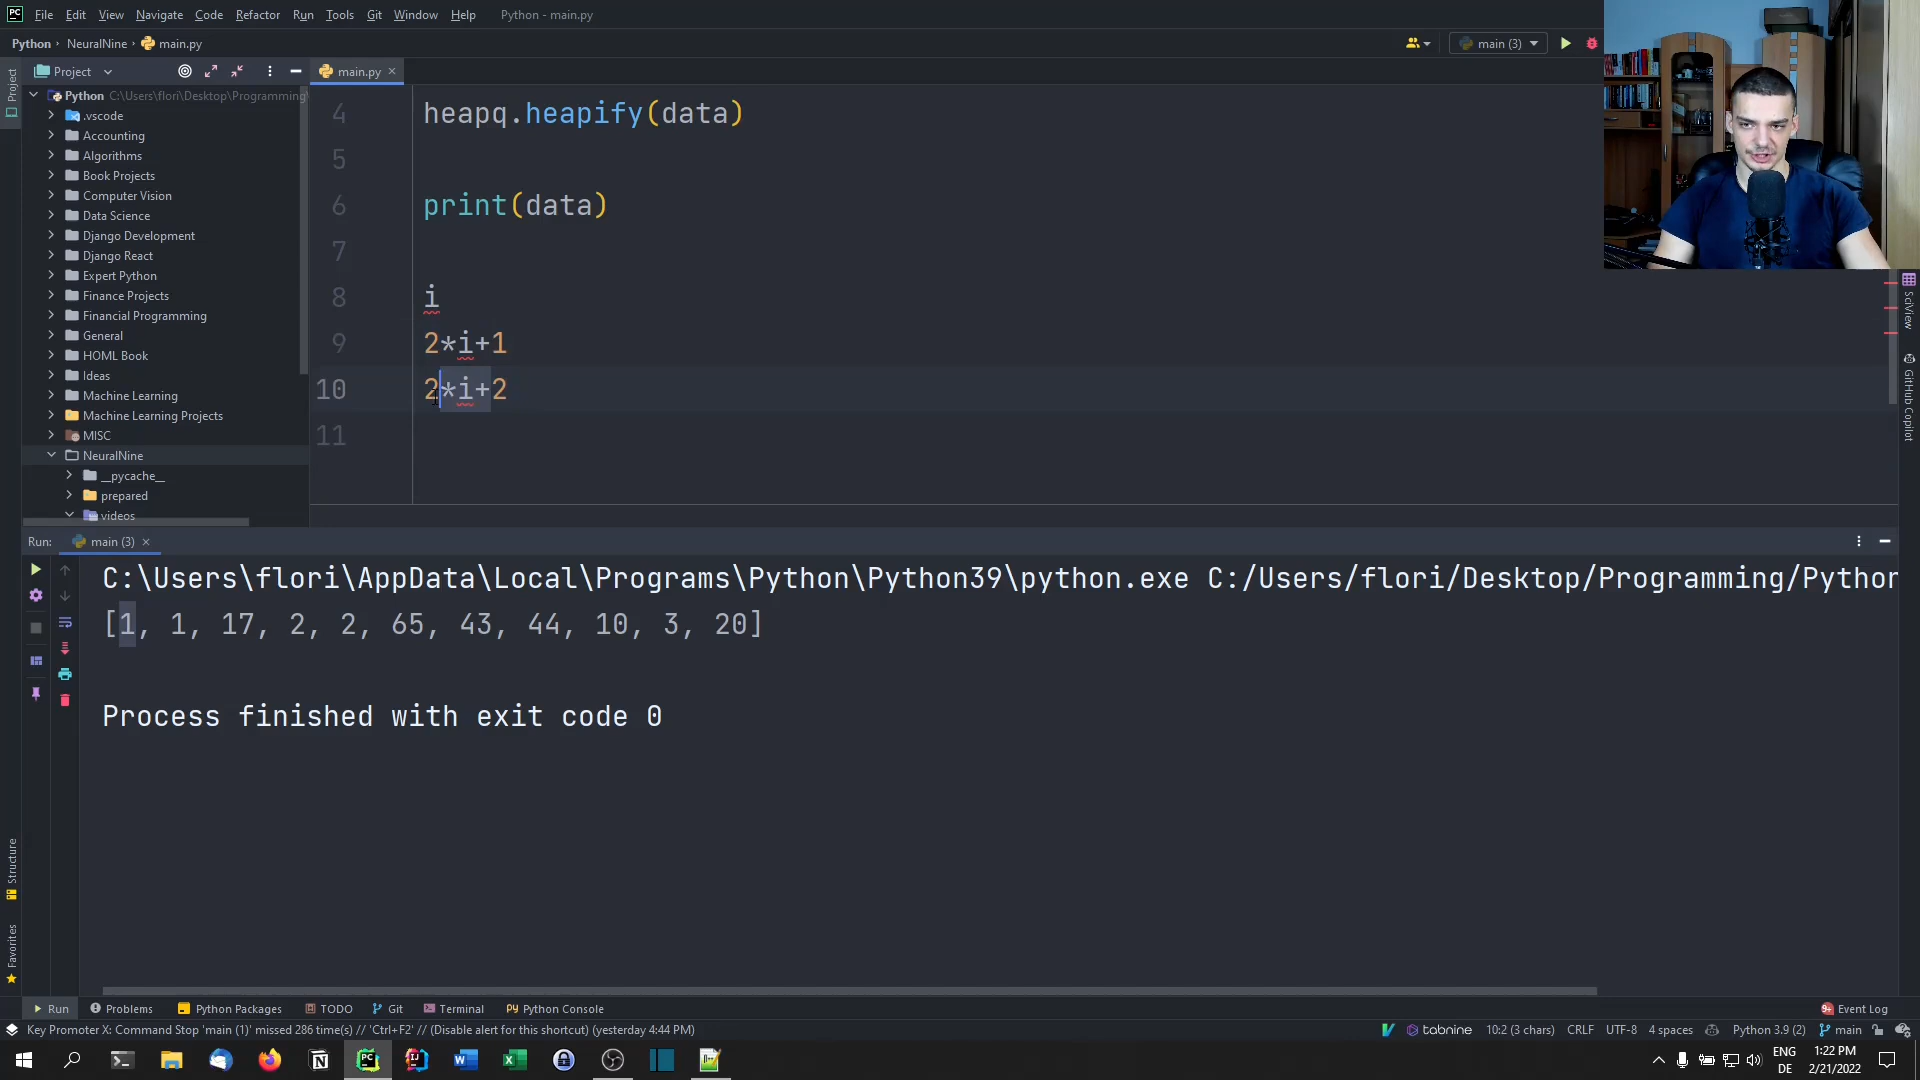 File Edit View Navigate Code Refactor Run Tools Git Window Help Python - main.py
Python NeuralNine main.py
main (3)
Project
main.py
Project
Python C:\Users\flori\Desktop\Programming\
.vscode
Accounting
Algorithms
Book Projects
Computer Vision
Data Science
Django Development
Django React
Expert Python
Finance Projects
Financial Programming
General
HOML Book
Ideas
Machine Learning
Machine Learning Projects
MISC
NeuralNine
__pycache__
prepared
videos
4 heapq.heapify(data)
5
6 print(data)
7
8 i
9 2*i+1
10 2*i+2
11
SciView
GitHub Copilot
Run: main (3)
C:\Users\flori\AppData\Local\Programs\Python\Python39\python.exe C:/Users/flori/Desktop/Programming/Python
[1, 1, 17, 2, 2, 65, 43, 44, 10, 3, 20]
Process finished with exit code 0
Structure
Favorites
Run Problems Python Packages TODO Git Terminal Python Console Event Log
Key Promoter X: Command Stop 'main (1)' missed 286 time(s) // 'Ctrl+F2' // (Disable alert for this shortcut) (yesterday 4:44 PM)
tabnine 10:2 (3 chars) CRLF UTF-8 4 spaces Python 3.9 (2) main
ENG
DE
1:22 PM
2/21/2022